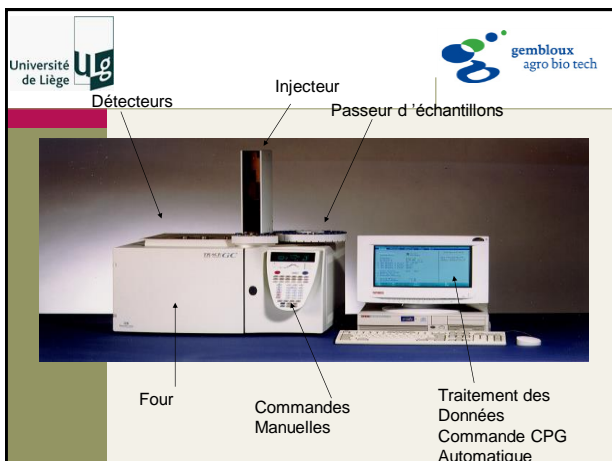 Université
de Liège
Ulg
gembloux
agro bio tech
Injecteur
Détecteurs
Passeur d ’échantillons
Four
Commandes
Manuelles
Traitement des
Données
Commande CPG
Automatique